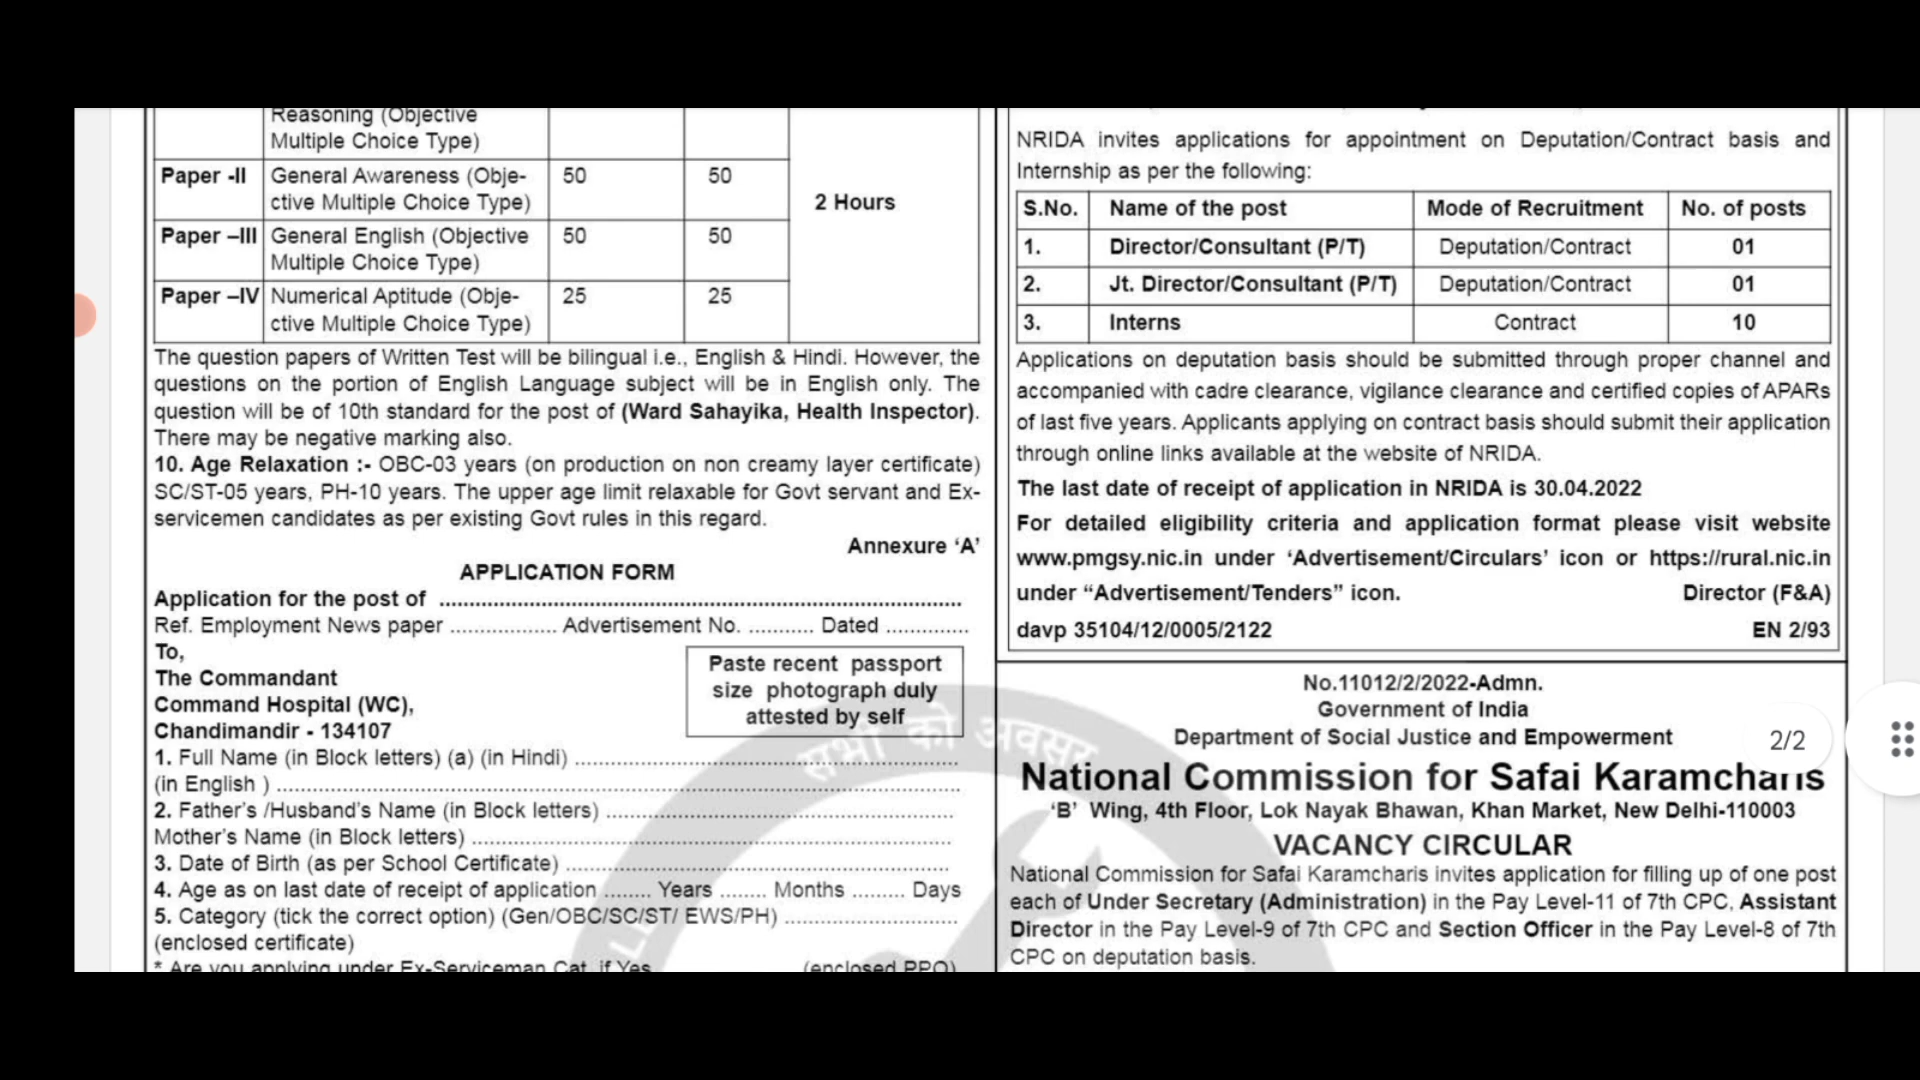 Reasoning (Objective
Multiple Choice Type)
Paper -II General Awareness (Obje- 50 50
ctive Multiple Choice Type)
2 Hours
Paper –III General English (Objective 50 50
Multiple Choice Type)
Paper –IV Numerical Aptitude (Obje- 25 25
ctive Multiple Choice Type)
The question papers of Written Test will be bilingual i.e., English & Hindi. However, the
questions on the portion of English Language subject will be in English only. The
question will be of 10th standard for the post of (Ward Sahayika, Health Inspector).
There may be negative marking also.
10. Age Relaxation :- OBC-03 years (on production on non creamy layer certificate)
SC/ST-05 years, PH-10 years. The upper age limit relaxable for Govt servant and Ex-
servicemen candidates as per existing Govt rules in this regard.
Annexure ‘A’
APPLICATION FORM
Application for the post of ........................................................................................
Ref. Employment News paper .................. Advertisement No. ........... Dated ..............
To,
The Commandant
Command Hospital (WC),
Chandimandir - 134107
Paste recent passport
size photograph duly
attested by self
1. Full Name (in Block letters) (a) (in Hindi) ................................................................
(in English ) ...................................................................................................................
2. Father’s /Husband’s Name (in Block letters) ..........................................................
Mother’s Name (in Block letters) ................................................................................
3. Date of Birth (as per School Certificate) ................................................................
4. Age as on last date of receipt of application ....... Years ........ Months ......... Days
5. Category (tick the correct option) (Gen/OBC/SC/ST/ EWS/PH) .............................
(enclosed certificate)
* Are you applying under Ex-Serviceman Cat, if Yes (enclosed PPO)
सभी को अवसर
NRIDA invites applications for appointment on Deputation/Contract basis and
Internship as per the following:
S.No. Name of the post Mode of Recruitment No. of posts
1. Director/Consultant (P/T) Deputation/Contract 01
2. Jt. Director/Consultant (P/T) Deputation/Contract 01
3. Interns Contract 10
Applications on deputation basis should be submitted through proper channel and
accompanied with cadre clearance, vigilance clearance and certified copies of APARs
of last five years. Applicants applying on contract basis should submit their application
through online links available at the website of NRIDA.
The last date of receipt of application in NRIDA is 30.04.2022
For detailed eligibility criteria and application format please visit website
www.pmgsy.nic.in under ‘Advertisement/Circulars’ icon or https://rural.nic.in
under “Advertisement/Tenders” icon. Director (F&A)
davp 35104/12/0005/2122 EN 2/93
No.11012/2/2022-Admn.
Government of India
Department of Social Justice and Empowerment
2/2
National Commission for Safai Karamcharis
‘B’ Wing, 4th Floor, Lok Nayak Bhawan, Khan Market, New Delhi-110003
VACANCY CIRCULAR
National Commission for Safai Karamcharis invites application for filling up of one post
each of Under Secretary (Administration) in the Pay Level-11 of 7th CPC, Assistant
Director in the Pay Level-9 of 7th CPC and Section Officer in the Pay Level-8 of 7th
CPC on deputation basis.